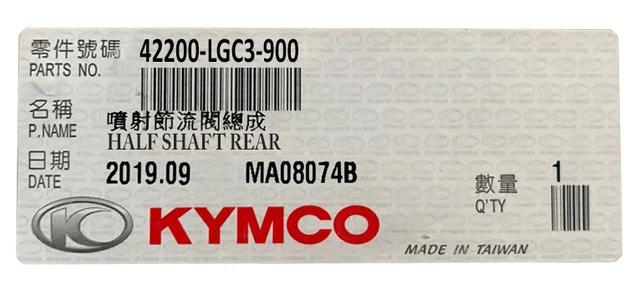 零件號碼 42200-LGC3-900
PARTS NO.
名稱 噴射節流閥總成
P.NAME HALF SHAFT REAR
日期 2019.09 MA08074B
DATE
數量 1
Q'TY
KYMCO
MADE IN TAIWAN